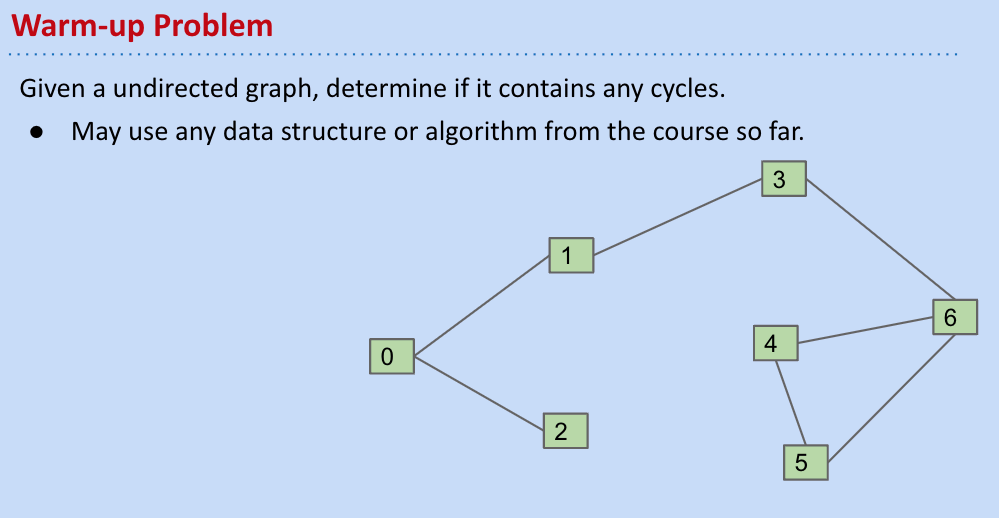 Warm-up Problem
Given a undirected graph, determine if it contains any cycles.
● May use any data structure or algorithm from the course so far.
3
1
6
4
0
2
5